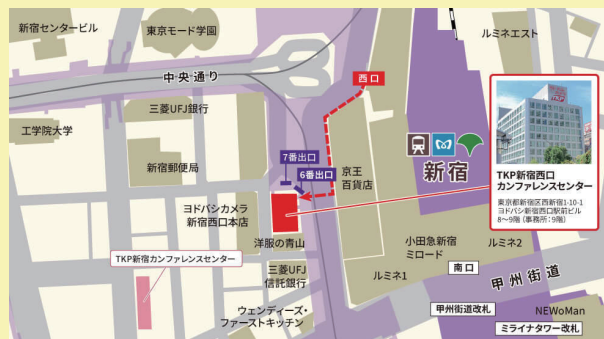 新宿センタービル
東京モード学園
ルミネエスト
中央通り
西口
三菱UFJ銀行
工学院大学
新宿郵便局
7番出口
6番出口
京王
百貨店
新宿
ヨドバシカメラ
新宿西口本店
洋服の青山
TKP新宿カンファレンスセンター
三菱UFJ
信託銀行
ウェンディーズ・
ファーストキッチン
小田急新宿
ミロード
ルミネ1
ルミネ2
南口
甲州街道
甲州街道改札
NEWoMan
ミライナタワー改札
TKP新宿西口
カンファレンスセンター
東京都新宿区西新宿1-10-1
ヨドバシ新宿西口駅前ビル
8〜9階 (事務所：9階)